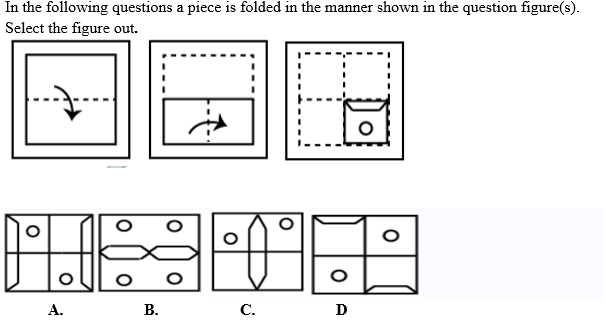 In the following questions a piece is folded in the manner shown in the question figure(s).
Select the figure out.
A. B. C. D